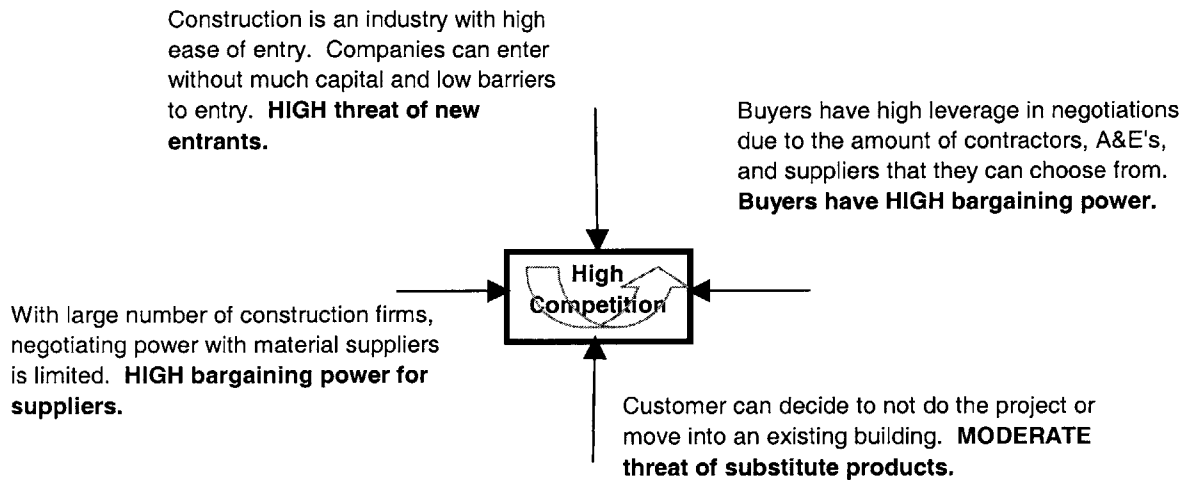 Construction is an industry with high
ease of entry.  Companies can enter
without much capital and low barriers
to entry.  HIGH threat of new
entrants.
Buyers have high leverage in negotiations
due to the amount of contractors, A&E's,
and suppliers that they can choose from.
Buyers have HIGH bargaining power.
High
Competition
With large number of construction firms,
negotiating power with material suppliers
is limited.  HIGH bargaining power for
suppliers.
Customer can decide to not do the project or
move into an existing building.  MODERATE
threat of substitute products.